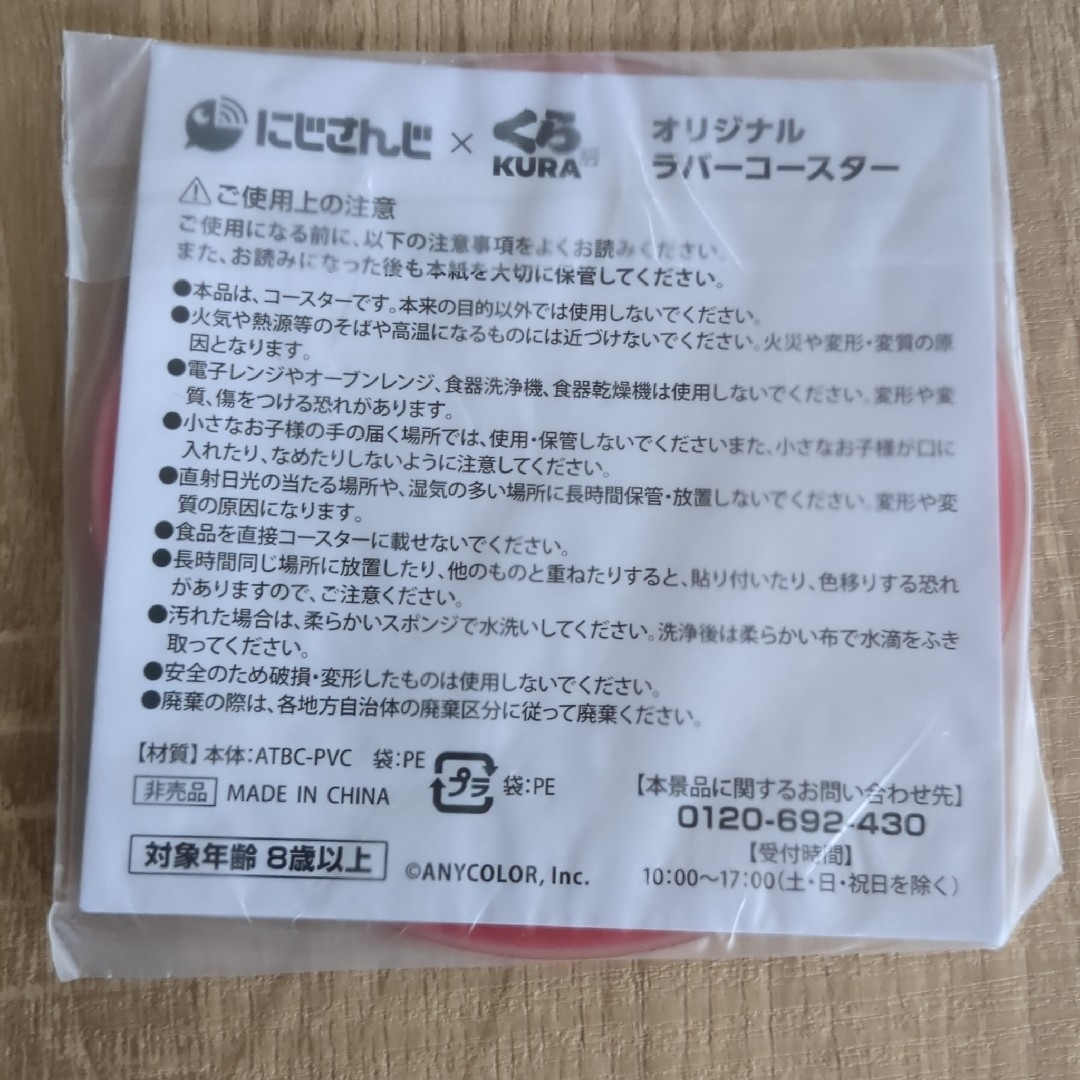 にじさんじ × くら KURA オリジナル
ラバーコースター
ご使用上の注意
ご使用になる前に、以下の注意事項をよくお読みください。
また、お読みになった後も本紙を大切に保管してください。
●本品は、コースターです。本来の目的以外では使用しないでください。
●火気や熱源等のそばや高温になるものには近づけないでください。火災や変形・変質の原
因となります。
●電子レンジやオーブンレンジ、食器洗浄機、食器乾燥機は使用しないでください。変形や変
質、傷をつける恐れがあります。
●小さなお子様の手の届く場所では、使用・保管しないでくださいまた、小さなお子様が口に
入れたり、なめたりしないように注意してください。
●直射日光の当たる場所や、湿気の多い場所に長時間保管・放置しないでください。変形や変
質の原因になります。
●食品を直接コースターに載せないでください。
●長時間同じ場所に放置したり、他のものと重ねたりすると、貼り付いたり、色移りする恐れ
がありますので、ご注意ください。
●汚れた場合は、柔らかいスポンジで水洗いしてください。洗浄後は柔らかい布で水滴をふき
取ってください。
●安全のため破損・変形したものは使用しないでください。
●廃棄の際は、各地方自治体の廃棄区分に従って廃棄ください。
【材質】本体:ATBC-PVC 袋:PE
プラ 袋:PE
非売品 MADE IN CHINA
対象年齢 8歳以上
©ANYCOLOR, Inc.
【本景品に関するお問い合わせ先】
0120-692-430
【受付時間】
10:00～17:00(土・日・祝日を除く)